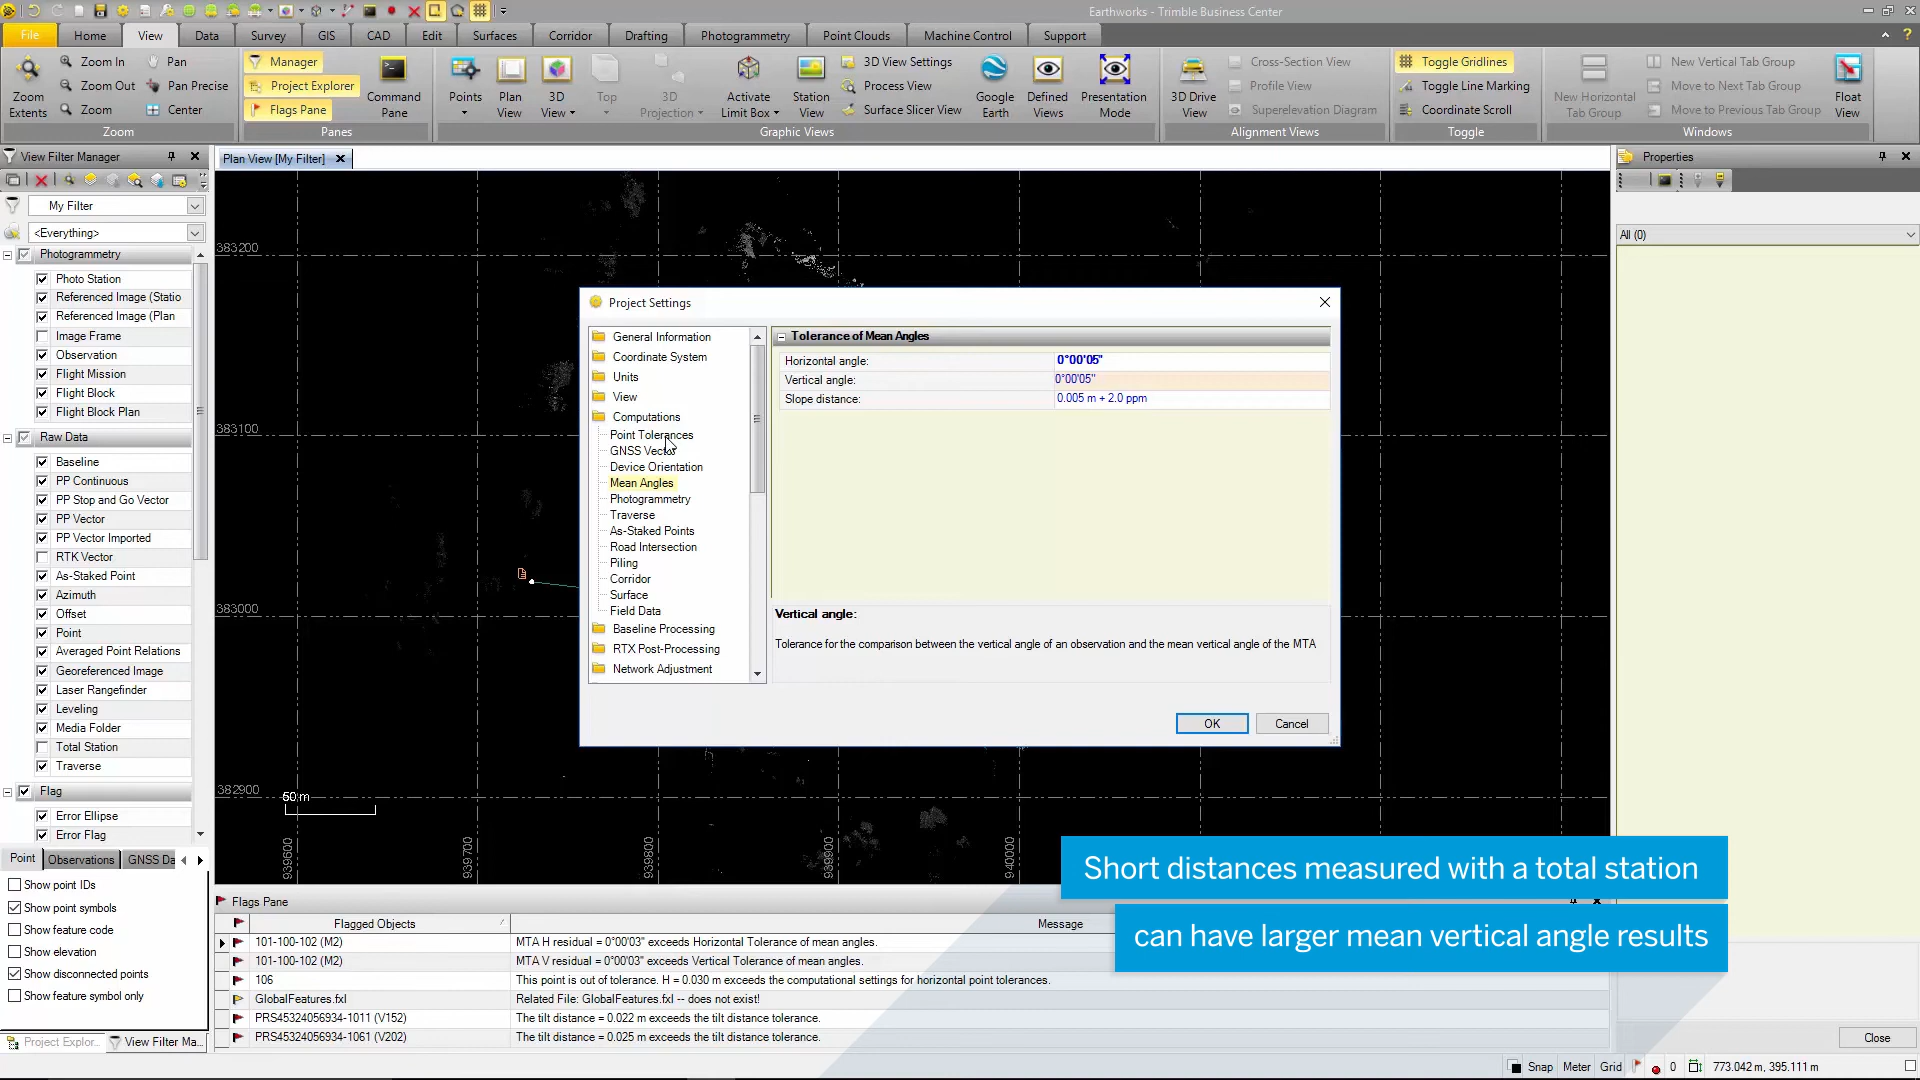 Earthworks - Trimble Business Center
File Home View Data Survey GIS CAD Edit Surfaces Corridor Drafting Photogrammetry Point Clouds Machine Control Support
Zoom Extents
Zoom In
Zoom Out
Zoom
Pan
Pan Precise
Center
Zoom
Manager
Project Explorer
Flags Pane
Command Pane
Panes
Points
Plan View
3D View
Top
3D Projection
Activate Limit Box
Station View
3D View Settings
Process View
Surface Slicer View
Google Earth
Defined Views
Presentation Mode
Graphic Views
3D Drive View
Cross-Section View
Profile View
Superelevation Diagram
Alignment Views
Toggle Gridlines
Toggle Line Marking
Coordinate Scroll
Toggle
New Horizontal Tab Group
New Vertical Tab Group
Move to Next Tab Group
Move to Previous Tab Group
Float View
Windows
View Filter Manager
My Filter
<Everything>
Photogrammetry
Photo Station
Referenced Image (Statio
Referenced Image (Plan
Image Frame
Observation
Flight Mission
Flight Block
Flight Block Plan
Raw Data
Baseline
PP Continuous
PP Stop and Go Vector
PP Vector
PP Vector Imported
RTK Vector
As-Staked Point
Azimuth
Offset
Point
Averaged Point Relations
Georeferenced Image
Laser Rangefinder
Leveling
Media Folder
Total Station
Traverse
Flag
Error Ellipse
Error Flag
Point Observations GNSS Da
Show point IDs
Show point symbols
Show feature code
Show elevation
Show disconnected points
Show feature symbol only
Project Explor... View Filter Ma...
Plan View [My Filter]
383200
383100
383000
382900
50 m
939600
939700
939800
939900
940000
Project Settings
General Information
Coordinate System
Units
View
Computations
Point Tolerances
GNSS Vector
Device Orientation
Mean Angles
Photogrammetry
Traverse
As-Staked Points
Road Intersection
Piling
Corridor
Surface
Field Data
Baseline Processing
RTX Post-Processing
Network Adjustment
Tolerance of Mean Angles
Horizontal angle: 0°00'05"
Vertical angle: 0°00'05"
Slope distance: 0.005 m + 2.0 ppm
Vertical angle:
Tolerance for the comparison between the vertical angle of an observation and the mean vertical angle of the MTA
OK Cancel
Properties
All (0)
Close
Short distances measured with a total station
can have larger mean vertical angle results
Flags Pane
Flagged Objects Message
101-100-102 (M2) MTA H residual = 0°00'03" exceeds Horizontal Tolerance of mean angles.
101-100-102 (M2) MTA V residual = 0°00'03" exceeds Vertical Tolerance of mean angles.
106 This point is out of tolerance. H = 0.030 m exceeds the computational settings for horizontal point tolerances.
GlobalFeatures.fxl Related File: GlobalFeatures.fxl -- does not exist!
PRS45324056934-1011 (V152) The tilt distance = 0.022 m exceeds the tilt distance tolerance.
PRS45324056934-1061 (V202) The tilt distance = 0.025 m exceeds the tilt distance tolerance.
Snap Meter Grid 0 773.042 m, 395.111 m